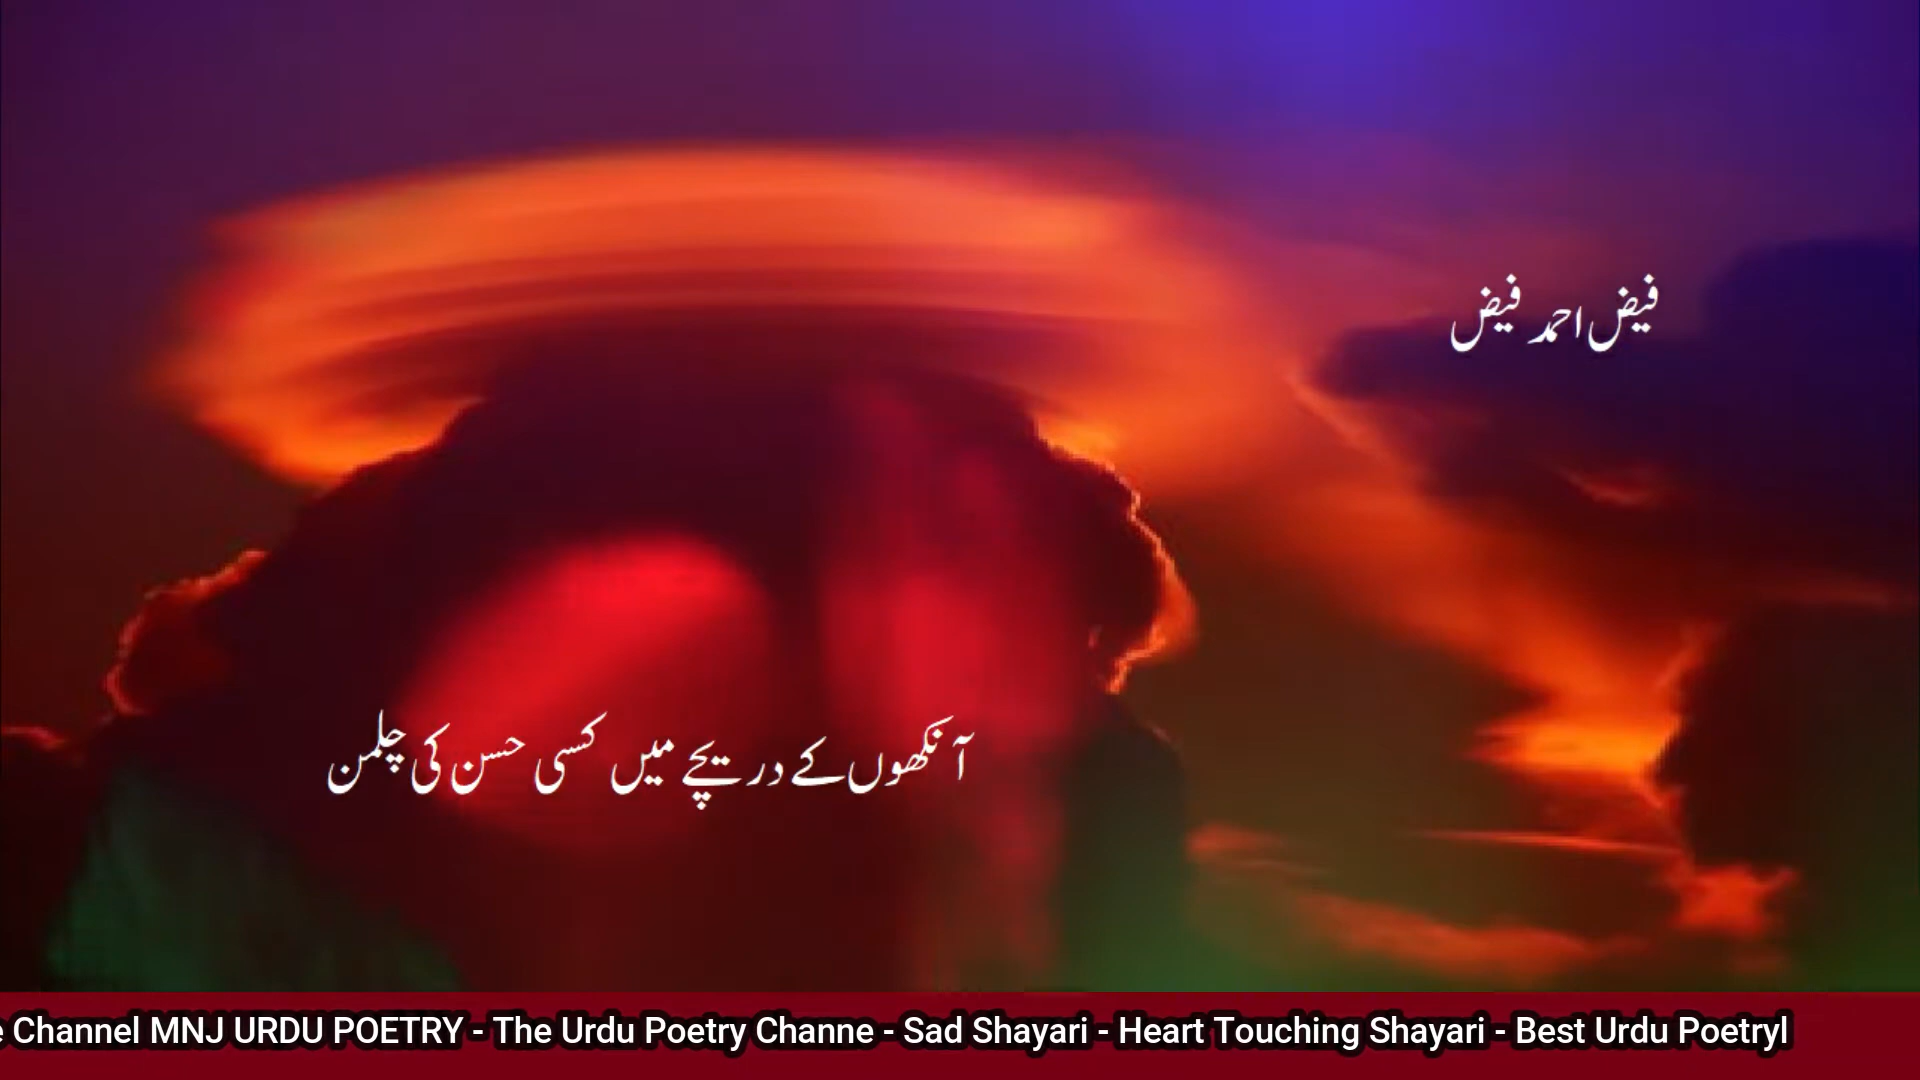 فیض احمد فیض
آنکھوں کے دریچے میں کسی حسن کی چلمن
e Channel MNJ URDU POETRY - The Urdu Poetry Channe - Sad Shayari - Heart Touching Shayari - Best Urdu Poetryl